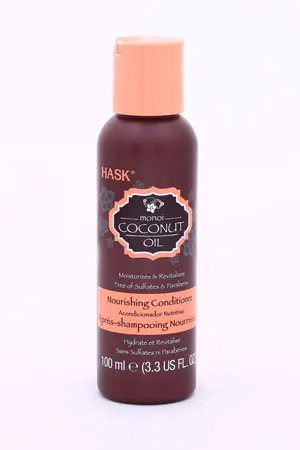 HASK®
monoi
COCONUT
OIL
Moisturizes & Revitalizes
Free of Sulfates & Parabens
Nourishing Conditioner
Acondicionador Nutritivo
Après-shampooing Nourrissant
Hydrate et Revitalise
Sans Sulfates ni Parabènes
100 ml e (3.3 US FL. OZ.